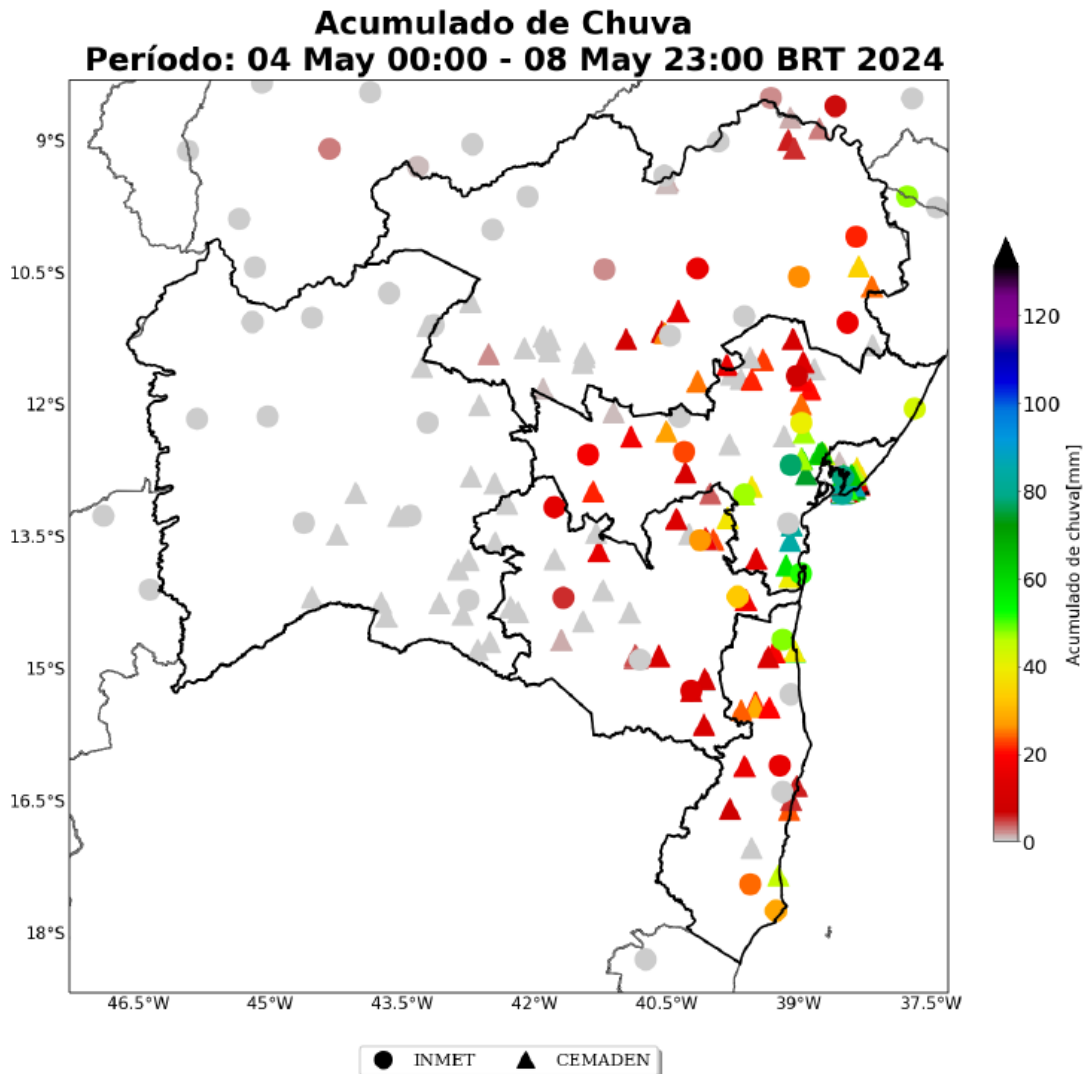 Acumulado de Chuva
Período: 04 May 00:00 - 08 May 23:00 BRT 2024
9°S
10.5°S
12°S
13.5°S
15°S
16.5°S
18°S
46.5°W
45°W
43.5°W
42°W
40.5°W
39°W
37.5°W
120
100
80
60
40
20
0
Acumulado de chuva[mm]
INMET
CEMADEN